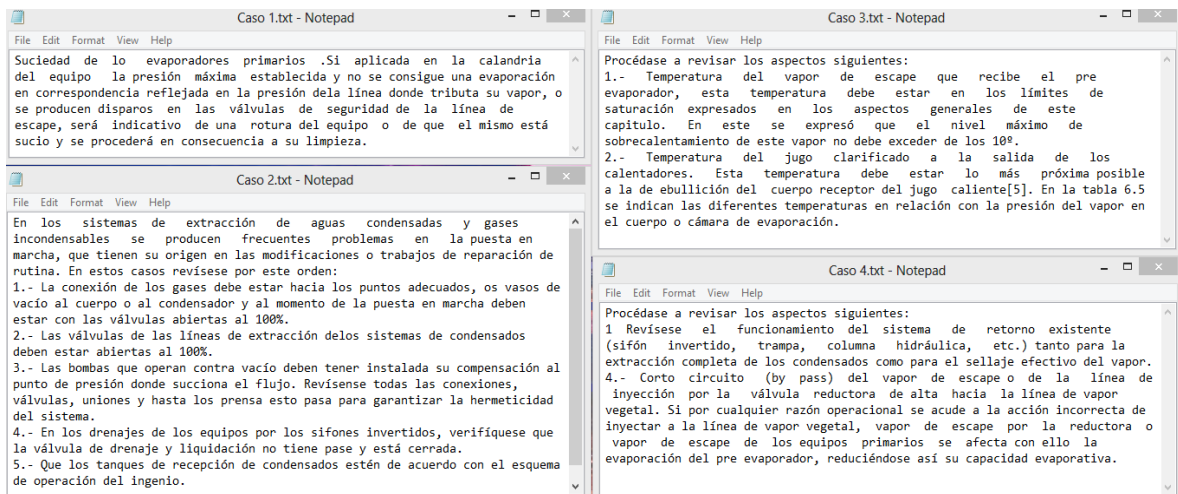 Caso 1.txt - Notepad
File Edit Format View Help
Suciedad de lo evaporadores primarios .Si aplicada en la calandria
del equipo la presión máxima establecida y no se consigue una evaporación
en correspondencia reflejada en la presión dela línea donde tributa su vapor, o
se producen disparos en las válvulas de seguridad de la línea de
escape, será indicativo de una rotura del equipo o de que el mismo está
sucio y se procederá en consecuencia a su limpieza.
Caso 2.txt - Notepad
File Edit Format View Help
En los sistemas de extracción de aguas condensadas y gases
incondensables se producen frecuentes problemas en la puesta en
marcha, que tienen su origen en las modificaciones o trabajos de reparación de
rutina. En estos casos revísese por este orden:
1.- La conexión de los gases debe estar hacia los puntos adecuados, os vasos de
vacío al cuerpo o al condensador y al momento de la puesta en marcha deben
estar con las válvulas abiertas al 100%.
2.- Las válvulas de las líneas de extracción delos sistemas de condensados
deben estar abiertas al 100%.
3.- Las bombas que operan contra vacío deben tener instalada su compensación al
punto de presión donde succiona el flujo. Revísense todas las conexiones,
válvulas, uniones y hasta los prensa esto pasa para garantizar la hermeticidad
del sistema.
4.- En los drenajes de los equipos por los sifones invertidos, verifíquese que
la válvula de drenaje y liquidación no tiene pase y está cerrada.
5.- Que los tanques de recepción de condensados estén de acuerdo con el esquema
de operación del ingenio.
Caso 3.txt - Notepad
File Edit Format View Help
Procédase a revisar los aspectos siguientes:
1.- Temperatura del vapor de escape que recibe el pre
evaporador, esta temperatura debe estar en los límites de
saturación expresados en los aspectos generales de este
capitulo. En este se expresó que el nivel máximo de
sobrecalentamiento de este vapor no debe exceder de los 10º.
2.- Temperatura del jugo clarificado a la salida de los
calentadores. Esta temperatura debe estar lo más próxima posible
a la de ebullición del cuerpo receptor del jugo caliente[5]. En la tabla 6.5
se indican las diferentes temperaturas en relación con la presión del vapor en
el cuerpo o cámara de evaporación.
Caso 4.txt - Notepad
File Edit Format View Help
Procédase a revisar los aspectos siguientes:
1 Revísese el funcionamiento del sistema de retorno existente
(sifón invertido, trampa, columna hidráulica, etc.) tanto para la
extracción completa de los condensados como para el sellaje efectivo del vapor.
4.- Corto circuito (by pass) del vapor de escape o de la línea de
inyección por la válvula reductora de alta hacia la línea de vapor
vegetal. Si por cualquier razón operacional se acude a la acción incorrecta de
inyectar a la línea de vapor vegetal, vapor de escape por la reductora o
vapor de escape de los equipos primarios se afecta con ello la
evaporación del pre evaporador, reduciéndose así su capacidad evaporativa.